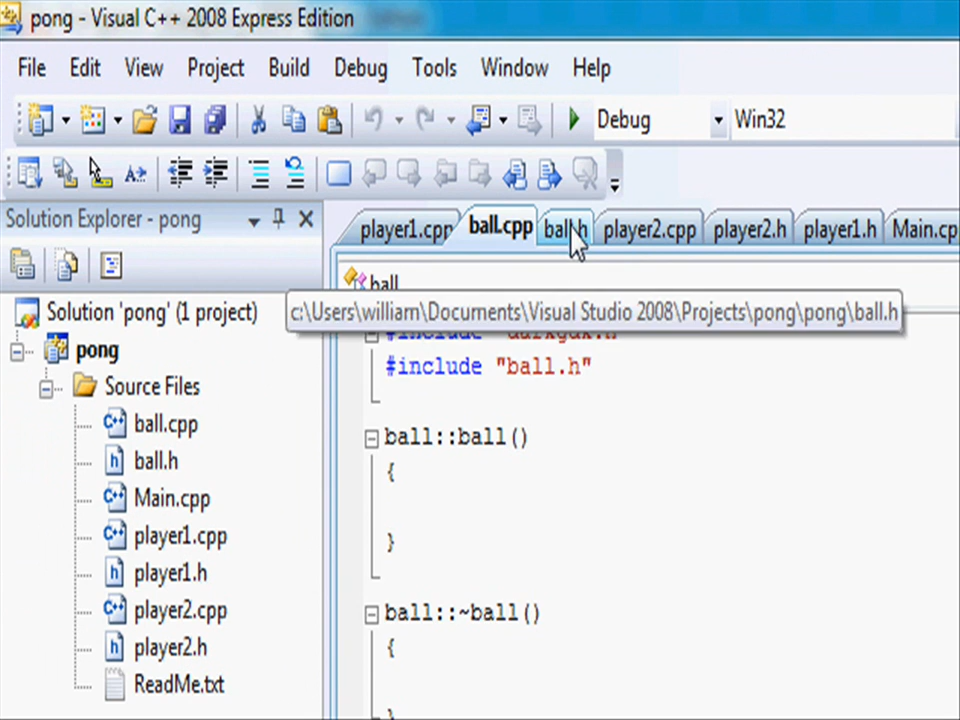 pong - Visual C++ 2008 Express Edition
File Edit View Project Build Debug Tools Window Help
Debug Win32
Solution Explorer - pong
player1.cpp ball.cpp ball.h player2.cpp player2.h player1.h Main.cp
ball
Solution 'pong' (1 project)
c:\Users\william\Documents\Visual Studio 2008\Projects\pong\pong\ball.h
#include "darkgdk.h"
pong
#include "ball.h"
Source Files
ball.cpp
ball::ball()
ball.h
{
Main.cpp
player1.cpp
}
player1.h
player2.cpp
ball::~ball()
player2.h
{
ReadMe.txt
}